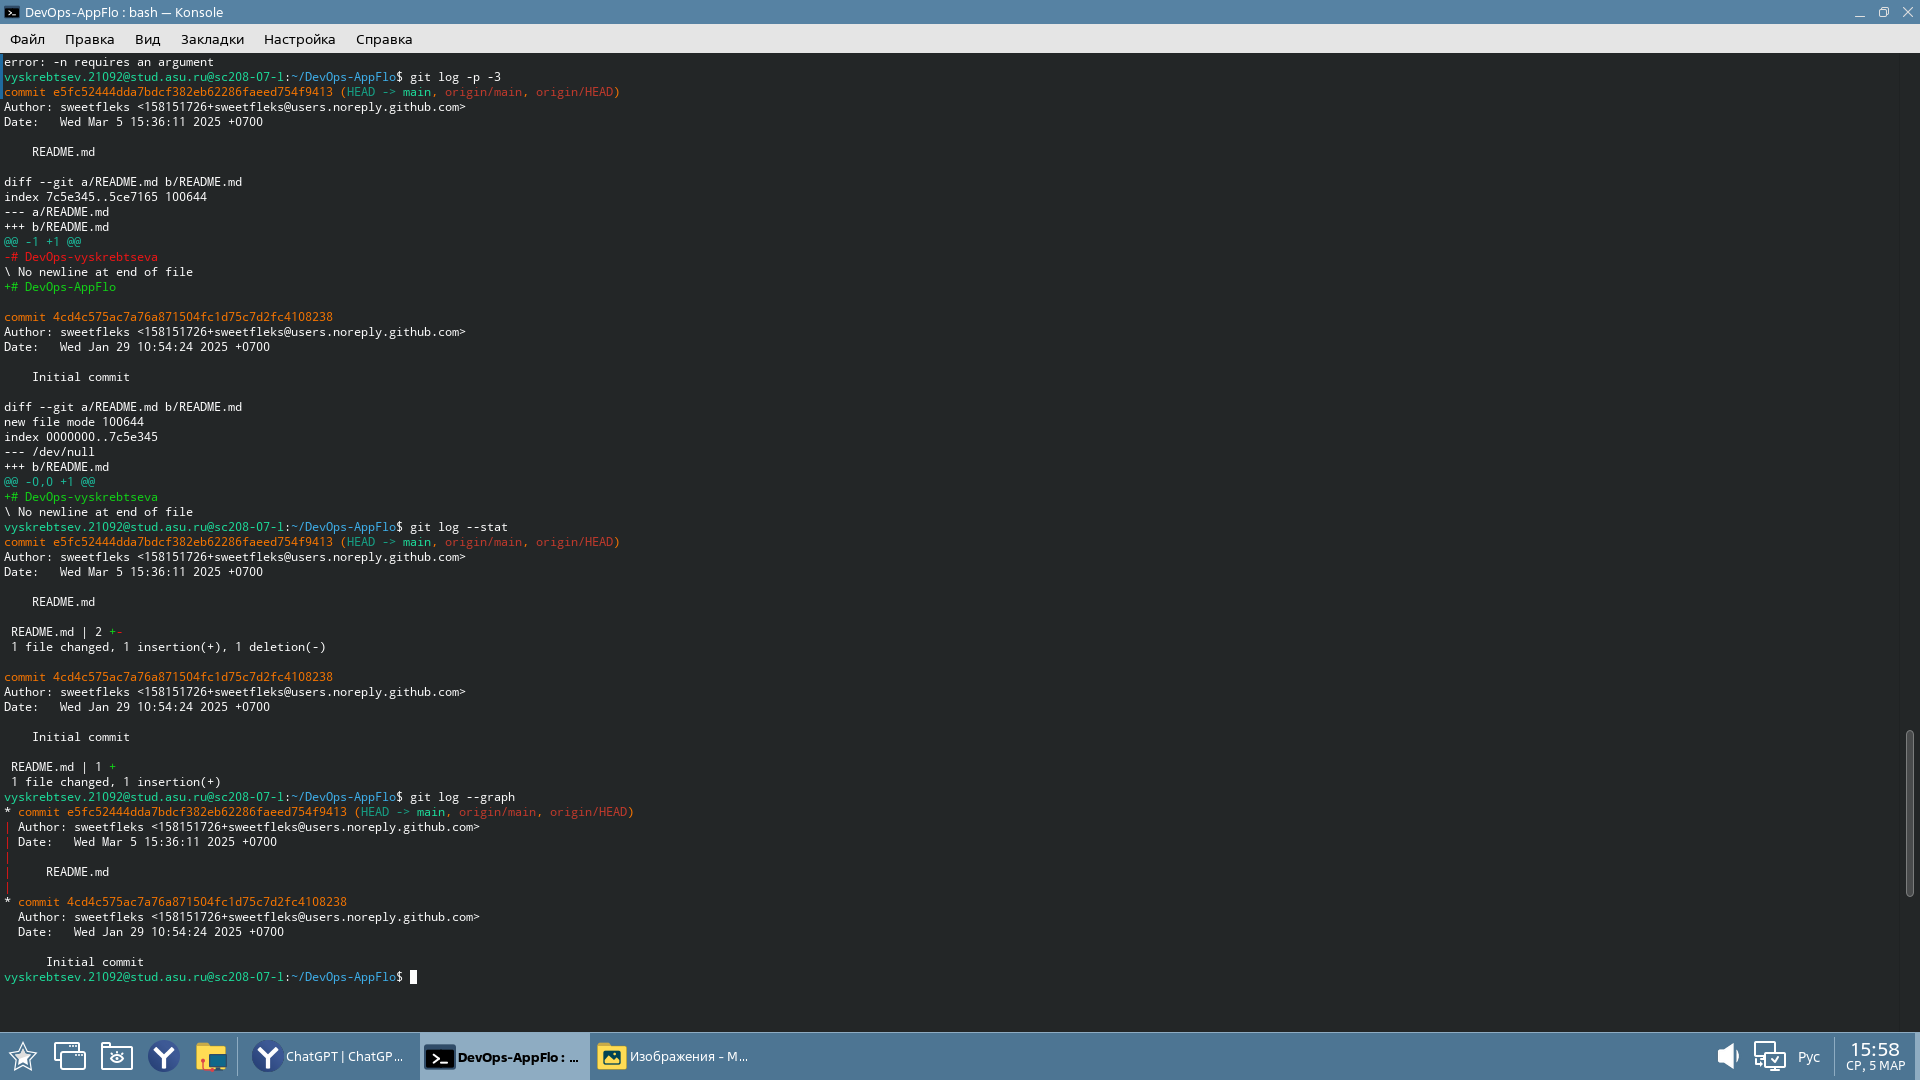 DevOps-AppFlo : bash — Konsole
Файл Правка Вид Закладки Настройка Справка
error: -n requires an argument
vyskrebtsev.21092@stud.asu.ru@sc208-07-l:~/DevOps-AppFlo$ git log -p -3
commit e5fc52444dda7bdcf382eb62286faeed754f9413 (HEAD -> main, origin/main, origin/HEAD)
Author: sweetfleks <158151726+sweetfleks@users.noreply.github.com>
Date:   Wed Mar 5 15:36:11 2025 +0700
    README.md
diff --git a/README.md b/README.md
index 7c5e345..5ce7165 100644
--- a/README.md
+++ b/README.md
@@ -1 +1 @@
-# DevOps-vyskrebtseva
\ No newline at end of file
+# DevOps-AppFlo
commit 4cd4c575ac7a76a871504fc1d75c7d2fc4108238
Author: sweetfleks <158151726+sweetfleks@users.noreply.github.com>
Date:   Wed Jan 29 10:54:24 2025 +0700
    Initial commit
diff --git a/README.md b/README.md
new file mode 100644
index 0000000..7c5e345
--- /dev/null
+++ b/README.md
@@ -0,0 +1 @@
+# DevOps-vyskrebtseva
\ No newline at end of file
vyskrebtsev.21092@stud.asu.ru@sc208-07-l:~/DevOps-AppFlo$ git log --stat
commit e5fc52444dda7bdcf382eb62286faeed754f9413 (HEAD -> main, origin/main, origin/HEAD)
Author: sweetfleks <158151726+sweetfleks@users.noreply.github.com>
Date:   Wed Mar 5 15:36:11 2025 +0700
    README.md
 README.md | 2 +-
 1 file changed, 1 insertion(+), 1 deletion(-)
commit 4cd4c575ac7a76a871504fc1d75c7d2fc4108238
Author: sweetfleks <158151726+sweetfleks@users.noreply.github.com>
Date:   Wed Jan 29 10:54:24 2025 +0700
    Initial commit
 README.md | 1 +
 1 file changed, 1 insertion(+)
vyskrebtsev.21092@stud.asu.ru@sc208-07-l:~/DevOps-AppFlo$ git log --graph
* commit e5fc52444dda7bdcf382eb62286faeed754f9413 (HEAD -> main, origin/main, origin/HEAD)
| Author: sweetfleks <158151726+sweetfleks@users.noreply.github.com>
| Date:   Wed Mar 5 15:36:11 2025 +0700
|
|     README.md
|
* commit 4cd4c575ac7a76a871504fc1d75c7d2fc4108238
  Author: sweetfleks <158151726+sweetfleks@users.noreply.github.com>
  Date:   Wed Jan 29 10:54:24 2025 +0700
      Initial commit
vyskrebtsev.21092@stud.asu.ru@sc208-07-l:~/DevOps-AppFlo$
ChatGPT | ChatGP... DevOps-AppFlo : ... Изображения – M... Рус 15:58
СР, 5 МАР